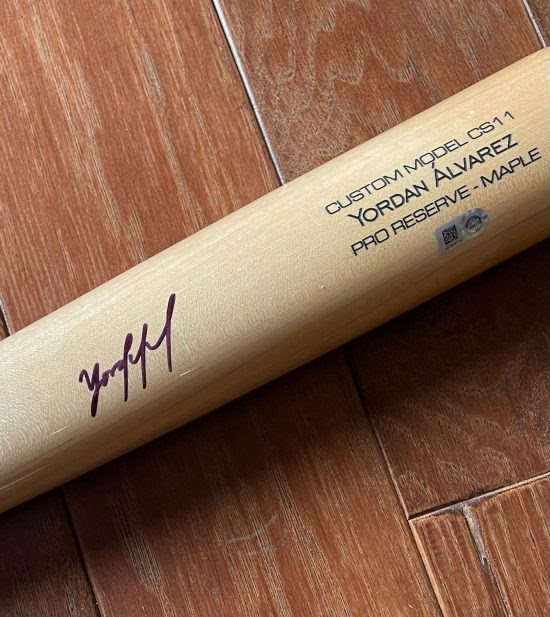 CUSTOM MODEL CS11
YORDAN ÁLVAREZ
PRO RESERVE - MAPLE